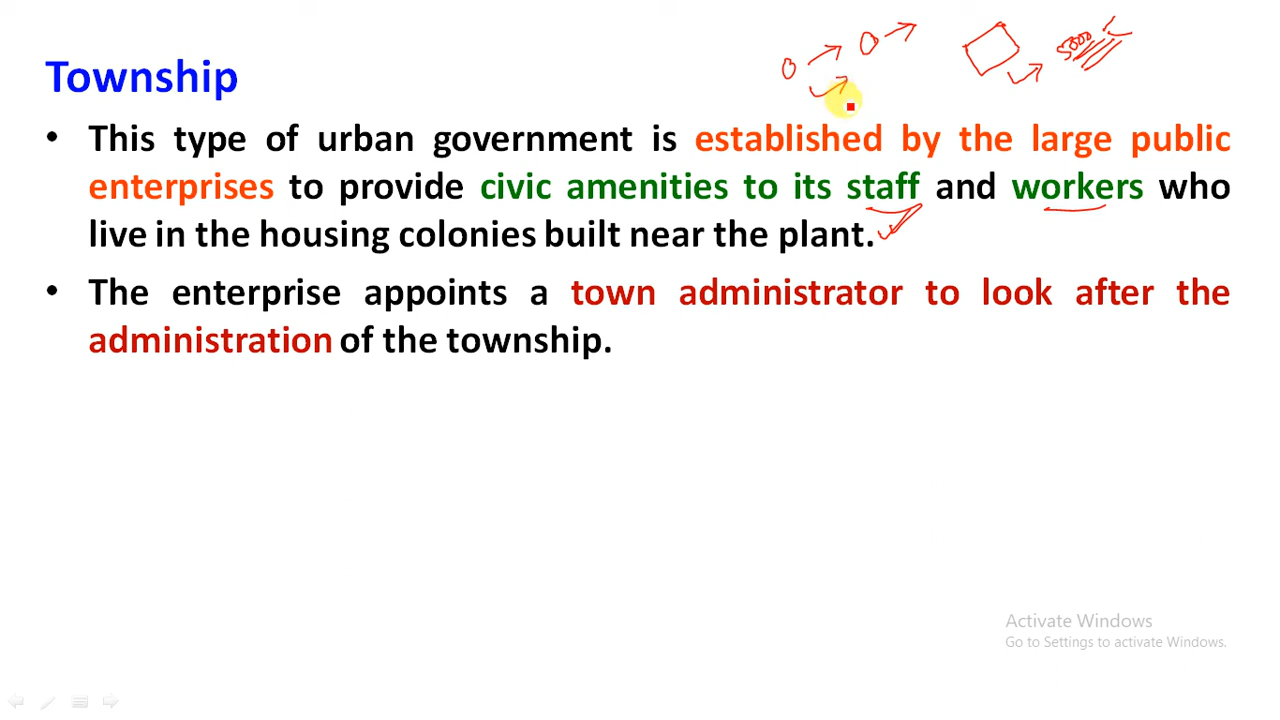 5000
Township
• This type of urban government is established by the large public
enterprises to provide civic amenities to its staff and workers who
live in the housing colonies built near the plant.
• The enterprise appoints a town administrator to look after the
administration of the township.
Activate Windows
Go to Settings to activate Windows.